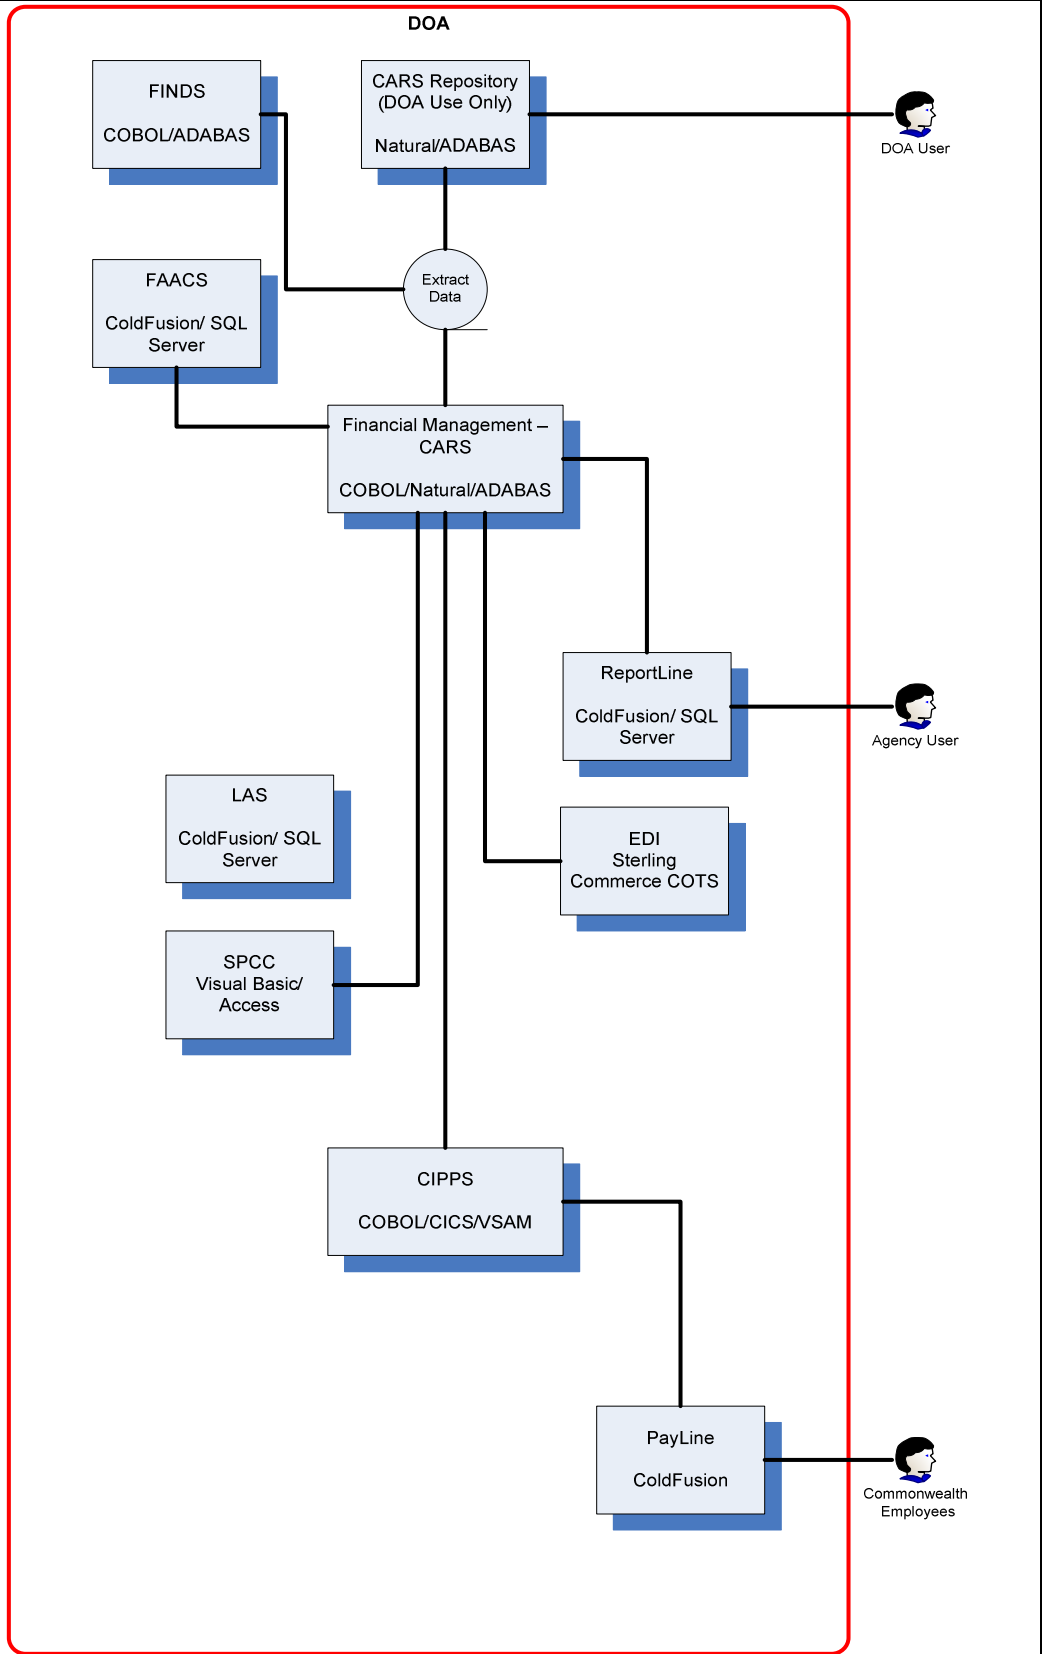 DOA
FINDS
COBOL/ADABAS
CARS Repository
(DOA Use Only)
Natural/ADABAS
DOA User
FAACS
ColdFusion/ SQL
Server
Extract
Data
Financial Management –
CARS
COBOL/Natural/ADABAS
ReportLine
ColdFusion/ SQL
Server
Agency User
LAS
ColdFusion/ SQL
Server
EDI
Sterling
Commerce COTS
SPCC
Visual Basic/
Access
CIPPS
COBOL/CICS/VSAM
PayLine
ColdFusion
Commonwealth
Employees